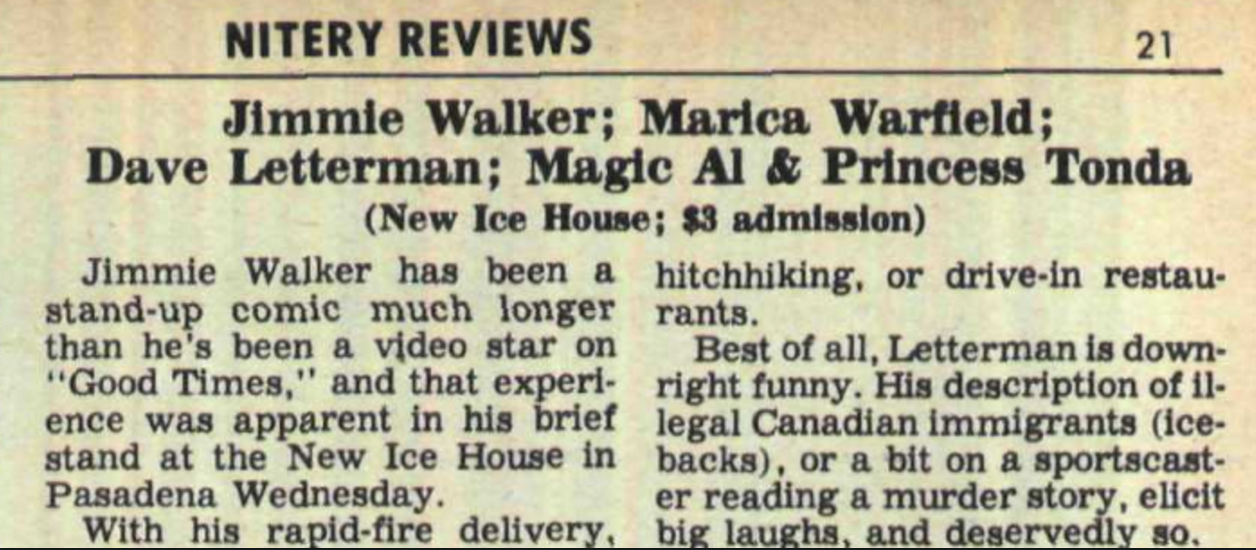 NITERY REVIEWS 21
Jimmie Walker; Marica Warfield;
Dave Letterman; Magic Al & Princess Tonda
(New Ice House; $3 admission)
Jimmie Walker has been a
stand-up comic much longer
than he's been a video star on
"Good Times," and that experi-
ence was apparent in his brief
stand at the New Ice House in
Pasadena Wednesday.
With his rapid-fire delivery,
hitchhiking, or drive-in restau-
rants.
Best of all, Letterman is down-
right funny. His description of il-
legal Canadian immigrants (ice-
backs), or a bit on a sportscast-
er reading a murder story, elicit
big laughs, and deservedly so.